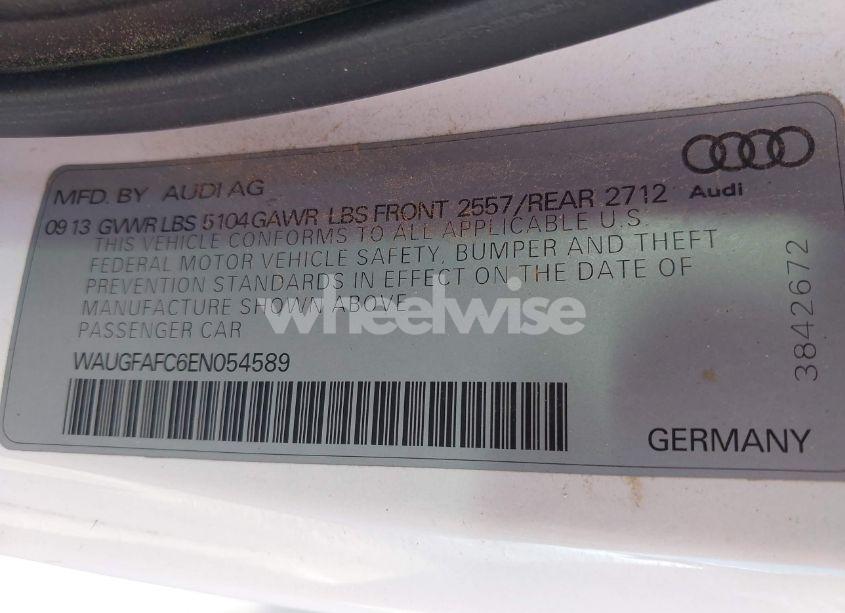 MFD. BY AUDI AG
Audi
09 13 GVWR LBS 5104 GAWR LBS FRONT 2557/REAR 2712
THIS VEHICLE CONFORMS TO ALL APPLICABLE U.S.
FEDERAL MOTOR VEHICLE SAFETY, BUMPER AND THEFT
PREVENTION STANDARDS IN EFFECT ON THE DATE OF
MANUFACTURE SHOWN ABOVE
PASSENGER CAR
wheelwise
WAUGFAFC6EN054589
3842672
GERMANY